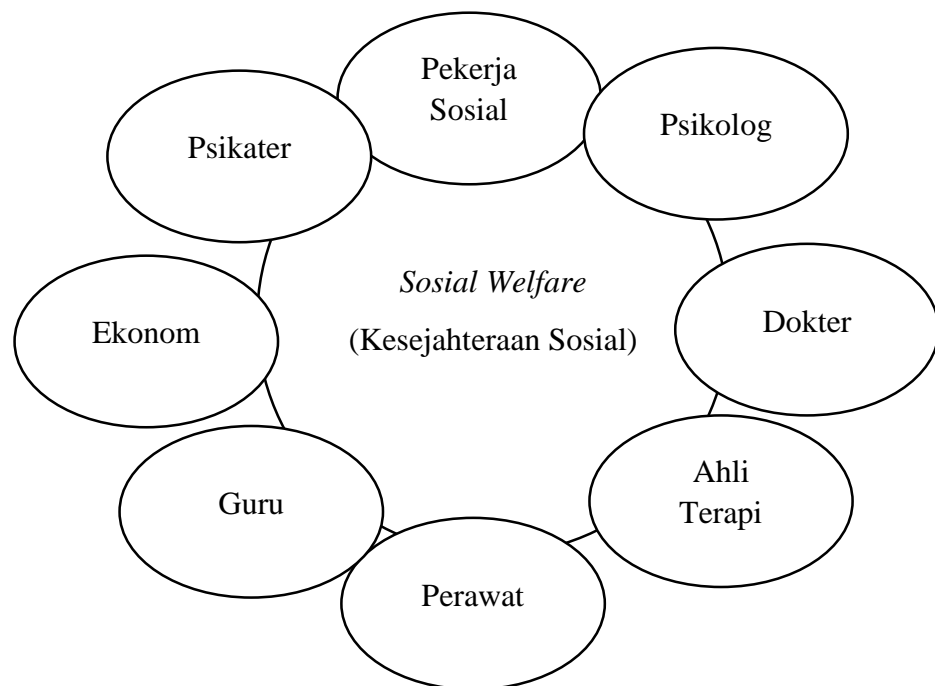 Pekerja
Sosial
Psikolog
Psikater
Sosial Welfare
(Kesejahteraan Sosial)
Dokter
Ekonom
Ahli
Terapi
Guru
Perawat